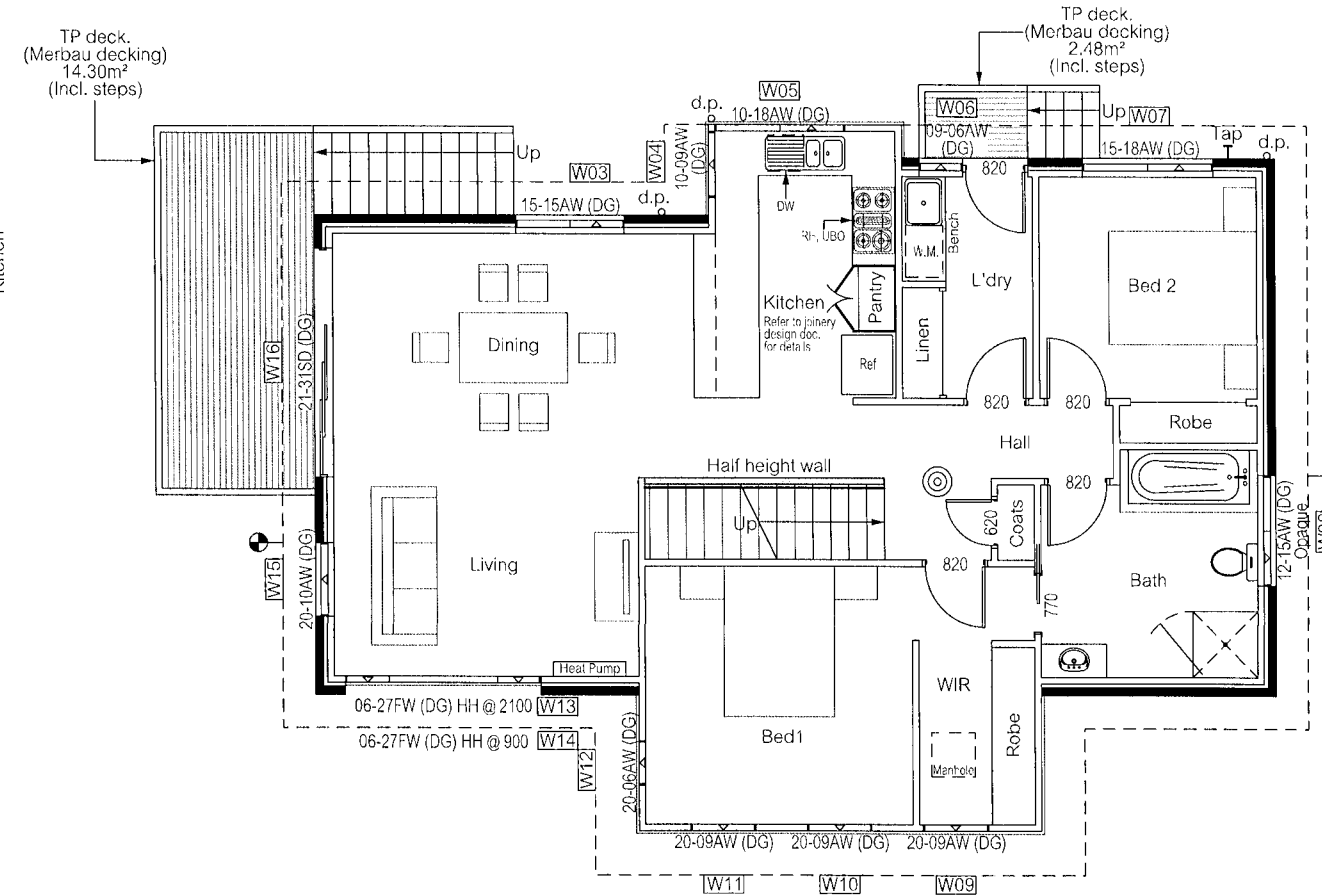 TP deck.
(Merbau decking)
14.30m²
(Incl. steps)
TP deck.
(Merbau decking)
2.48m²
(Incl. steps)
Kitchen
W05
10-18AW (DG)
d.p.
W06
09-06AW
(DG)
Up
W07
15-18AW (DG)
Tap
d.p.
Up
W03
15-15AW (DG)
W04
10-09AW
(DG)
d.p.
DW
820
W.M.
Bench
L'dry
Bed 2
Kitchen
Refer to joinery
design doc.
for details
Pantry
Linen
Ref
Dining
W16
21-31SD (DG)
820
820
Robe
Hall
Half height wall
820
Up
620
Coats
12-15AW (DG)
Opaque
W15
20-10AW (DG)
Living
820
770
Bath
Heat Pump
06-27FW (DG) HH @ 2100
W13
06-27FW (DG) HH @ 900
W14
W12
20-06AW (DG)
Bed1
WIR
Manhole
Robe
20-09AW (DG)
20-09AW (DG)
20-09AW (DG)
W11
W10
W09